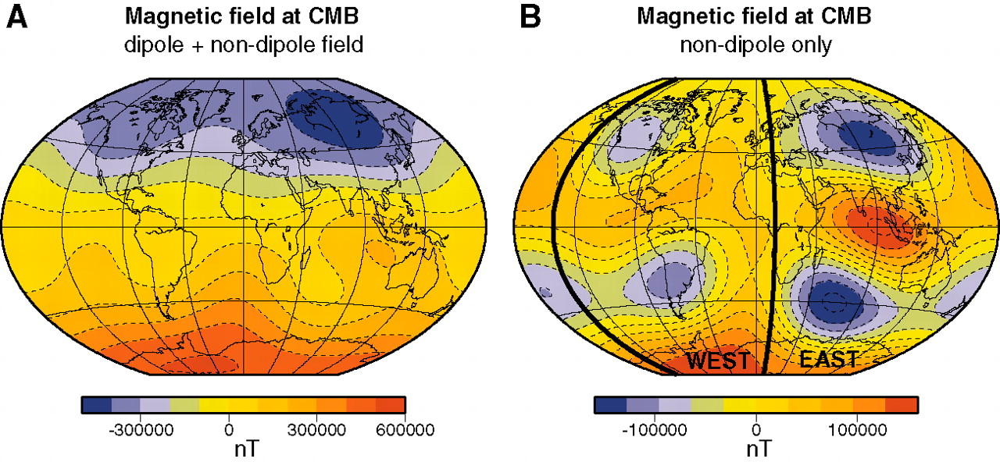 A
Magnetic field at CMB
dipole + non-dipole field
-300000 0 300000 600000
nT
B
Magnetic field at CMB
non-dipole only
WEST EAST
-100000 0 100000
nT